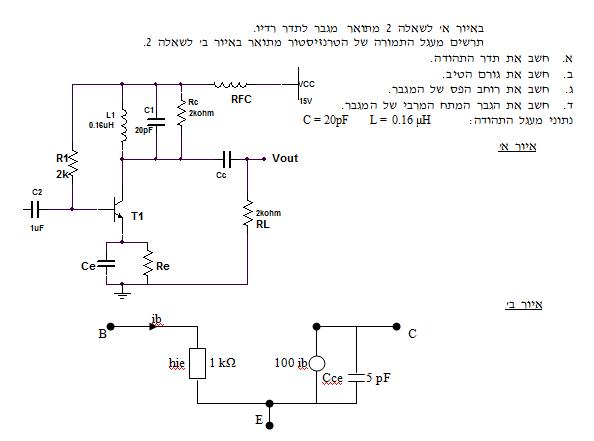 באיור א' לשאלה 2 מתואר מגבר לתדר רדיו.
תרשים מעגל התמורה של הטרנזיסטור מתואר באיור ב' לשאלה 2.
א. חשב את תדר התהודה.
ב. חשב את גורם הטיב.
ג. חשב את רוחב הפס של המגבר.
ד. חשב את הגבר המתח המרבי של המגבר.
נתוני מעגל התהודה: L = 0.16 μH C = 20pF
איור א'
VCC
15V
RFC
L1
0.16uH
C1
20pF
Rc
2kohm
R1
2k
Cc
Vout
C2
1uF
T1
2kohm
RL
Ce
Re
איור ב'
ib
B
C
hie
1 kΩ
100 ib
Cce
5 pF
E